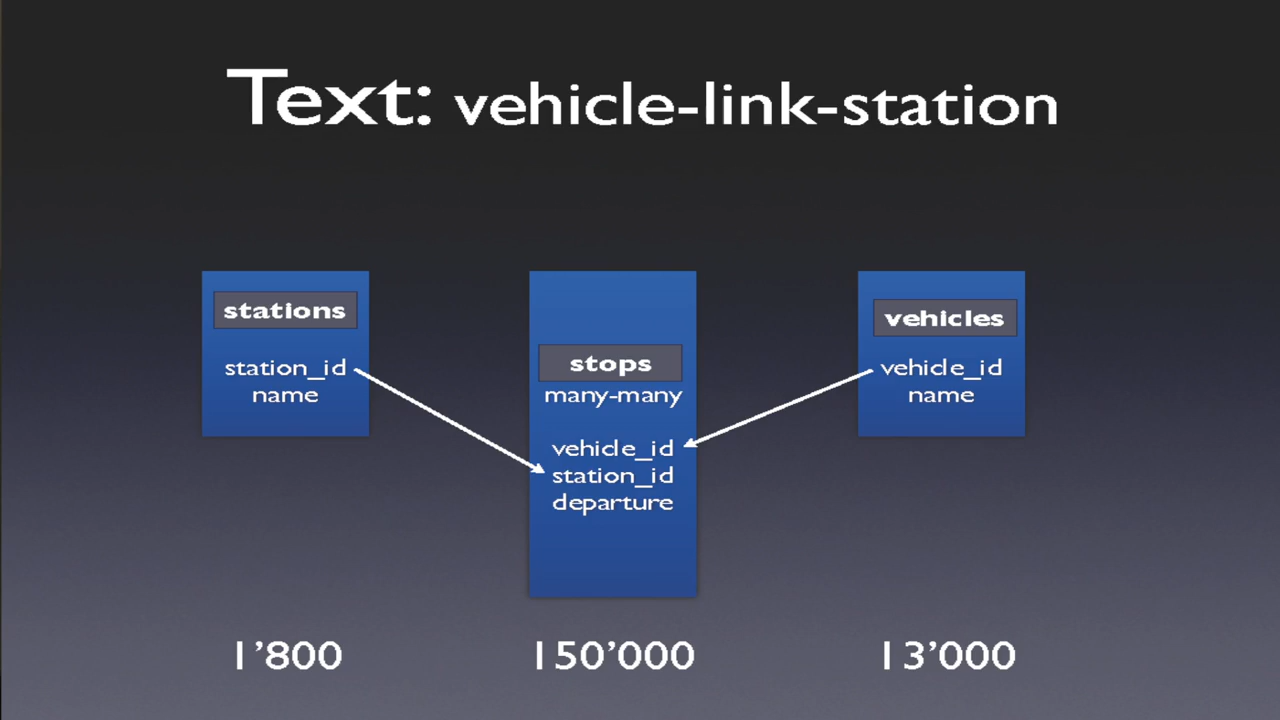 Text: vehicle-link-station
stations
station_id
name
stops
many-many
vehicle_id
station_id
departure
vehicles
vehicle_id
name
1'800
150'000
13'000